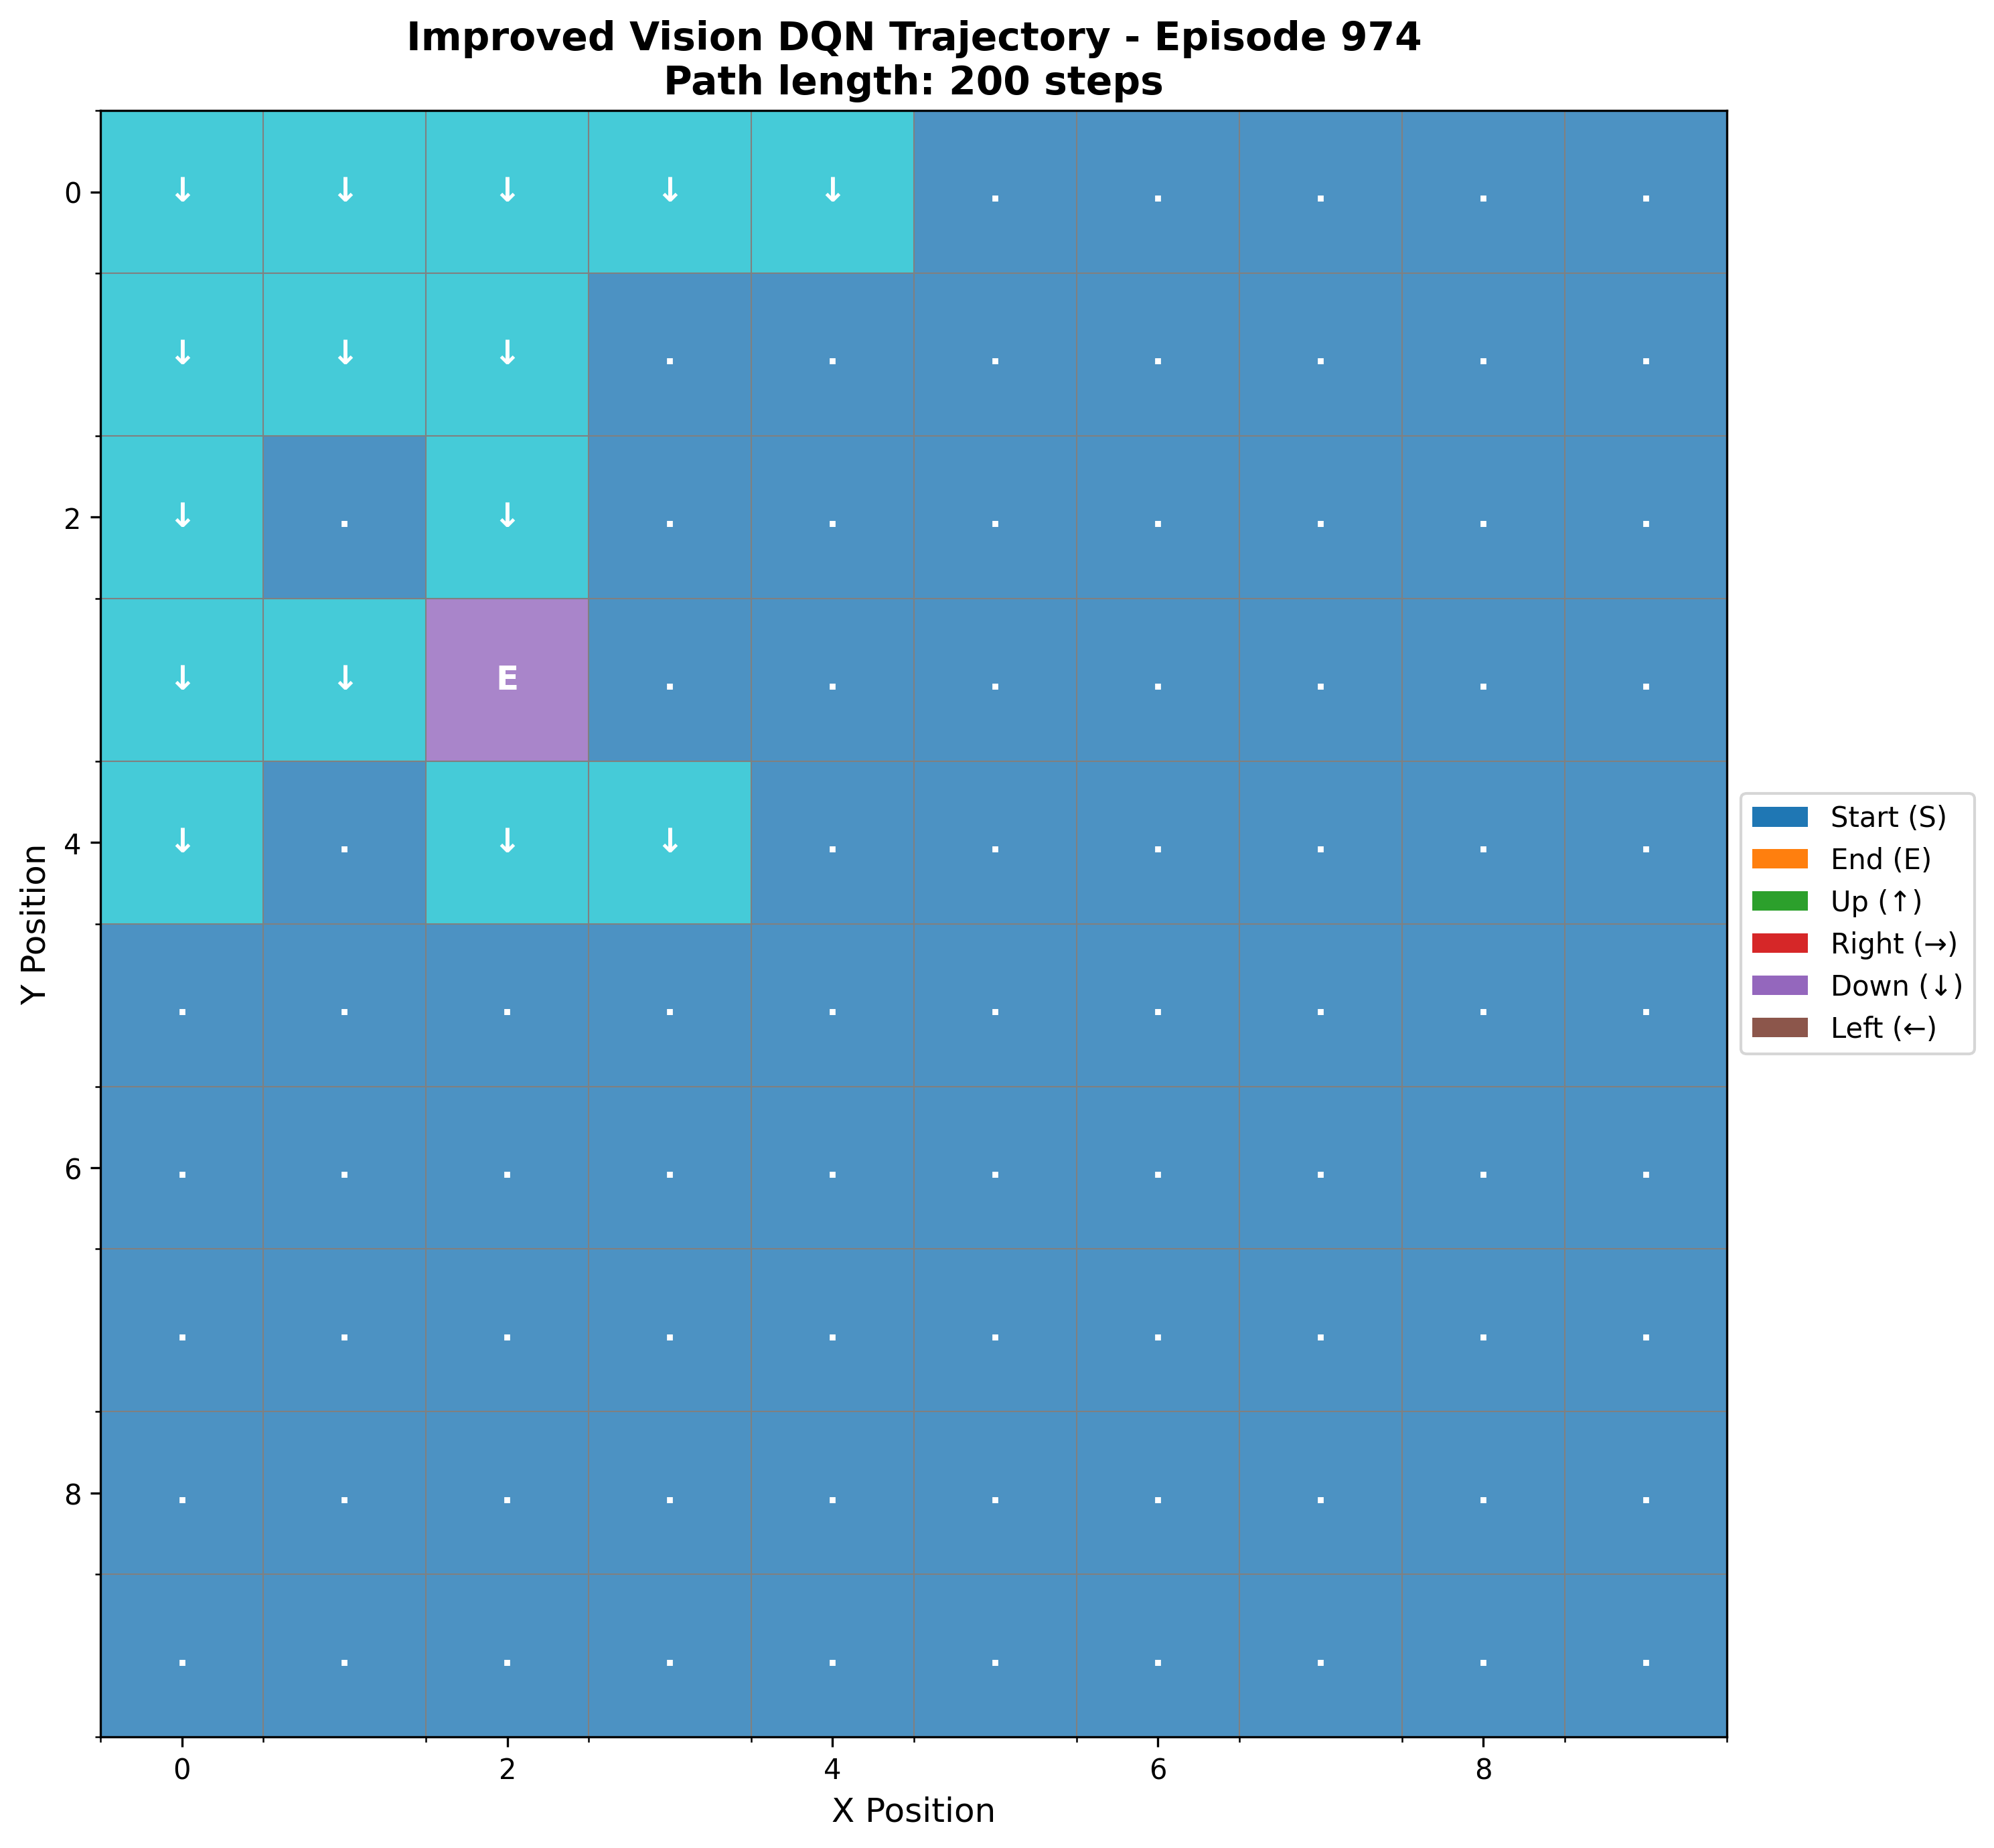 Improved Vision DQN Trajectory - Episode 974
Path length: 200 steps
0 ↓ ↓ ↓ ↓ ↓ . . . . .
↓ ↓ ↓ . . . . . . .
2 ↓ . ↓ . . . . . . .
↓ ↓ E . . . . . . .
4 ↓ . ↓ ↓ . . . . . .
. . . . . . . . . .
6 . . . . . . . . . .
. . . . . . . . . .
8 . . . . . . . . . .
. . . . . . . . . .
0 2 4 6 8
X Position
Y Position
Start (S)
End (E)
Up (↑)
Right (→)
Down (↓)
Left (←)